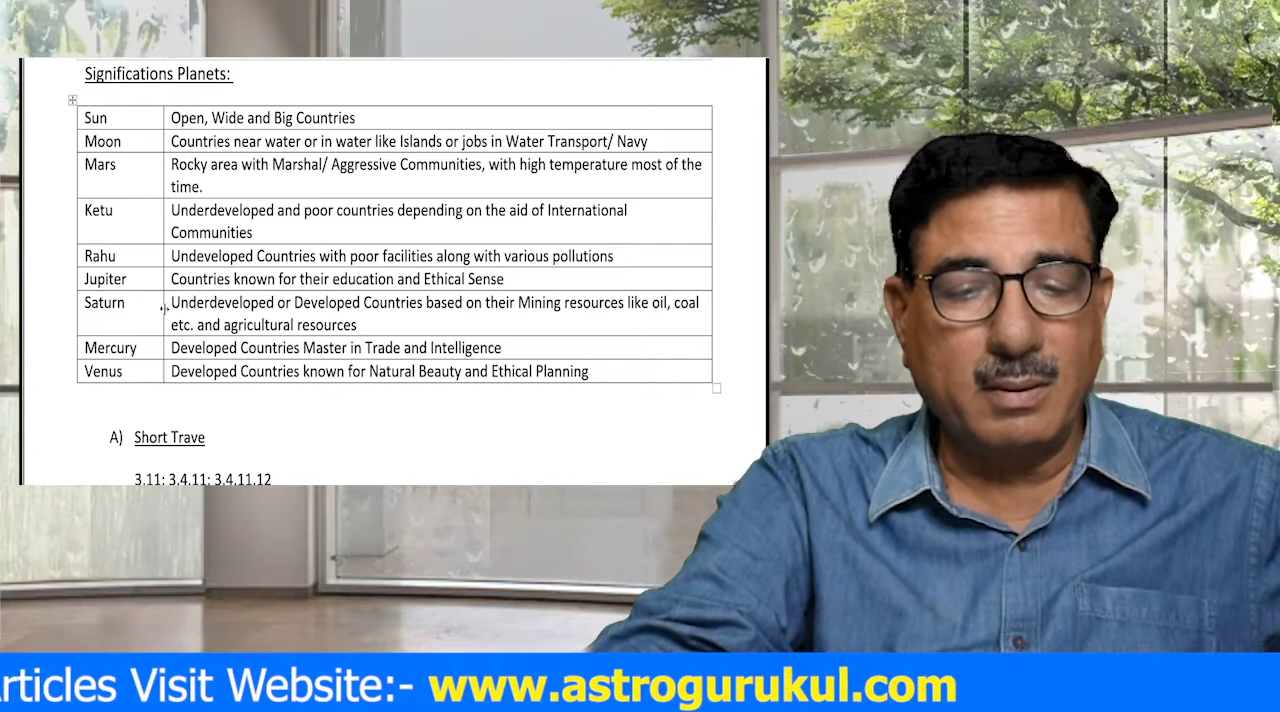 Significations Planets:
Sun Open, Wide and Big Countries
Moon Countries near water or in water like Islands or jobs in Water Transport/ Navy
Mars Rocky area with Marshal/ Aggressive Communities, with high temperature most of the
time.
Ketu Underdeveloped and poor countries depending on the aid of International
Communities
Rahu Undeveloped Countries with poor facilities along with various pollutions
Jupiter Countries known for their education and Ethical Sense
Saturn Underdeveloped or Developed Countries based on their Mining resources like oil, coal
etc. and agricultural resources
Mercury Developed Countries Master in Trade and Intelligence
Venus Developed Countries known for Natural Beauty and Ethical Planning
A) Short Trave
3,11; 3,4,11; 3,4,11,12
rticles Visit Website:- www.astrogurukul.com